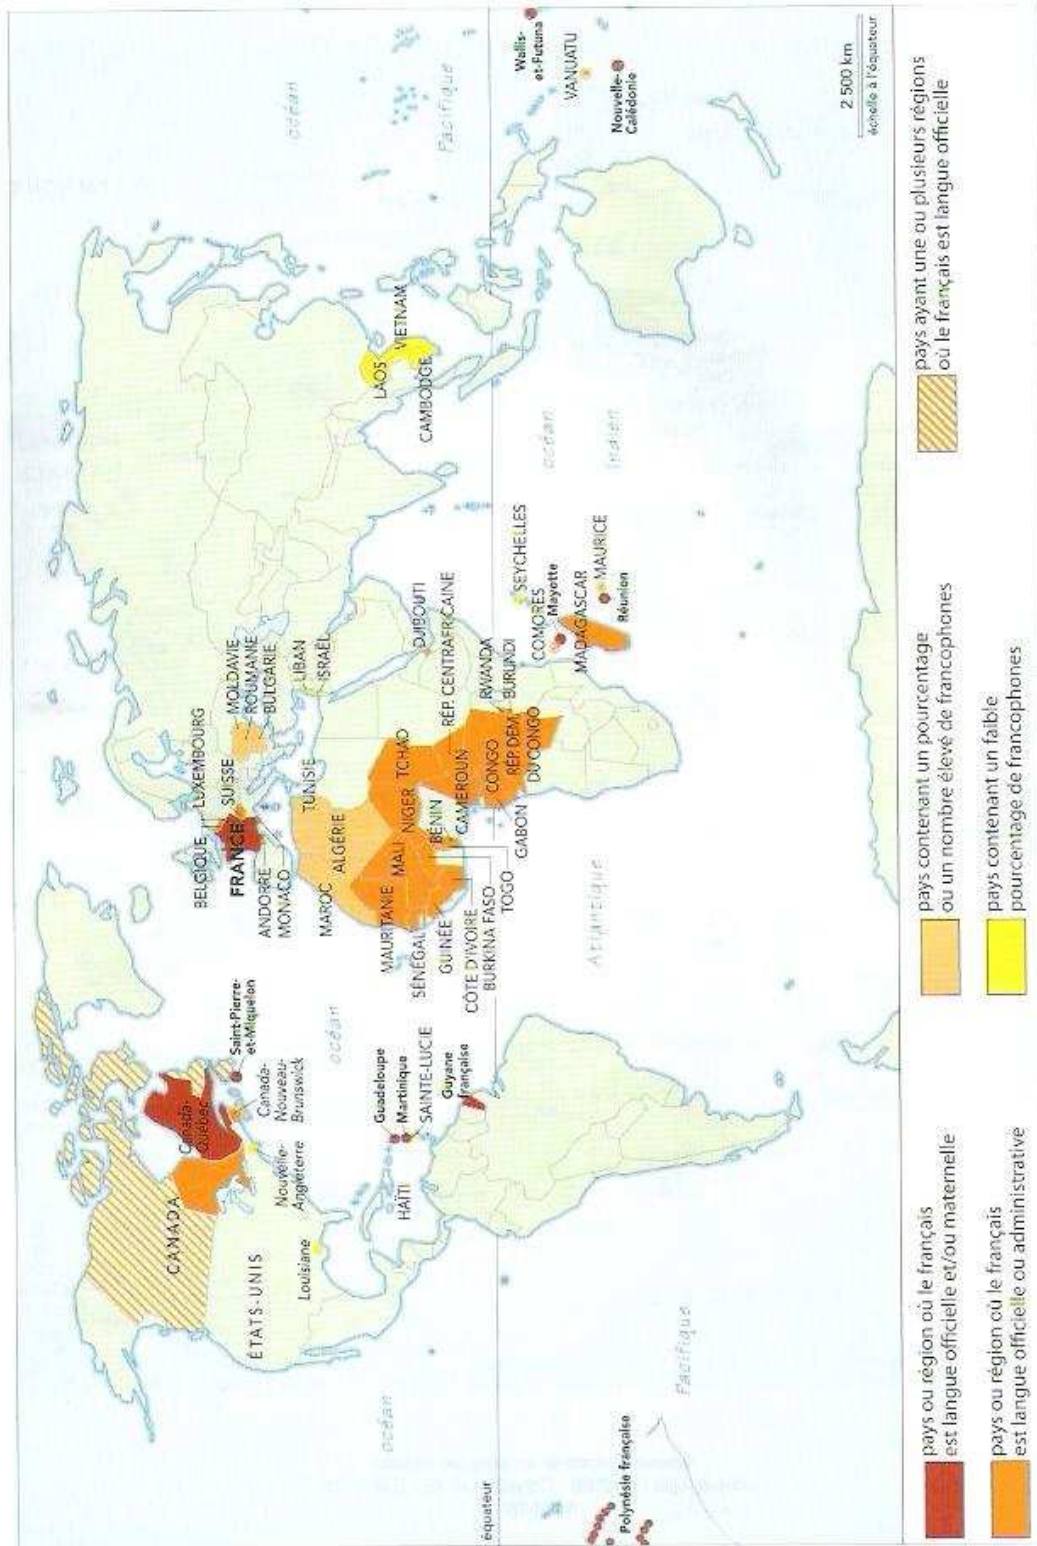 océan
Pacifique
Wallis-
et-Futuna
VANUATU
Nouvelle-
Calédonie
2 500 km
échelle à l'équateur
LAOS
VIETNAM
CAMBODGE
océan
Indien
SEYCHELLES
COMORES
Mayotte
MADAGASCAR
MAURICE
Réunion
BELGIQUE
LUXEMBOURG
SUISSE
FRANCE
MOLDAVIE
ROUMANIE
BULGARIE
ANDORRE
MONACO
LIBAN
ISRAËL
TUNISIE
ALGÉRIE
MAROC
MAURITANIE
MALI
NIGER
TCHAD
DJIBOUTI
RÉP. CENTRAFRICAINE
SÉNÉGAL
GUINÉE
CÔTE D'IVOIRE
BURKINA FASO
TOGO
BÉNIN
CAMEROUN
GABON
CONGO
RÉP. DEM.
DU CONGO
RWANDA
BURUNDI
Atlantique
océan
CANADA
Canada-
Québec
Saint-Pierre-
et-Miquelon
Canada-
Nouveau-
Brunswick
Nouvelle-
Angleterre
ÉTATS-UNIS
Louisiane
HAÏTI
Guadeloupe
Martinique
SAINTE-LUCIE
Guyane
française
océan
Pacifique
équateur
Polynésie française
pays ou région où le français
est langue officielle et/ou maternelle
pays ou région où le français
est langue officielle ou administrative
pays contenant un pourcentage
ou un nombre élevé de francophones
pays contenant un faible
pourcentage de francophones
pays ayant une ou plusieurs régions
où le français est langue officielle